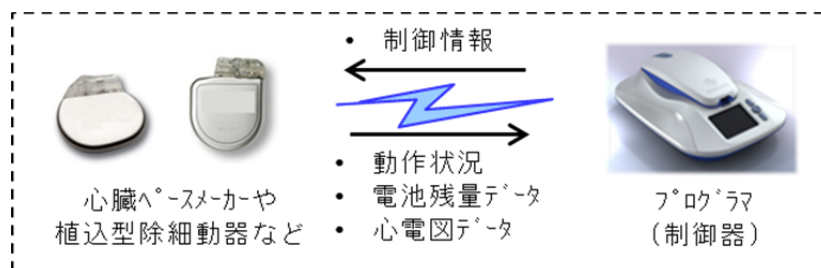 • 制御情報
• 動作状況
• 電池残量ﾃﾞｰﾀ
• 心電図ﾃﾞｰﾀ
心臓ﾍﾟｰｽﾒｰｶｰや
植込型除細動器など
ﾌﾟﾛｸﾞﾗﾏ
(制御器)